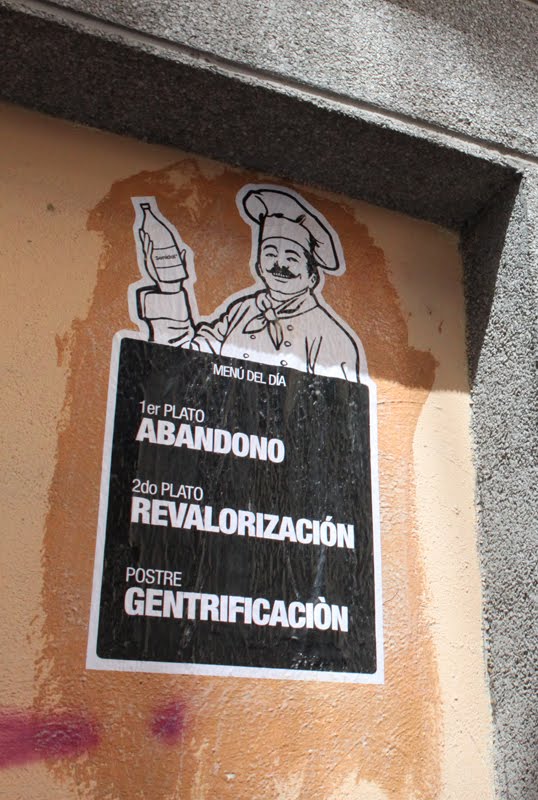 MENÚ DEL DÍA
1er PLATO
ABANDONO
2do PLATO
REVALORIZACIÓN
POSTRE
GENTRIFICACIÒN